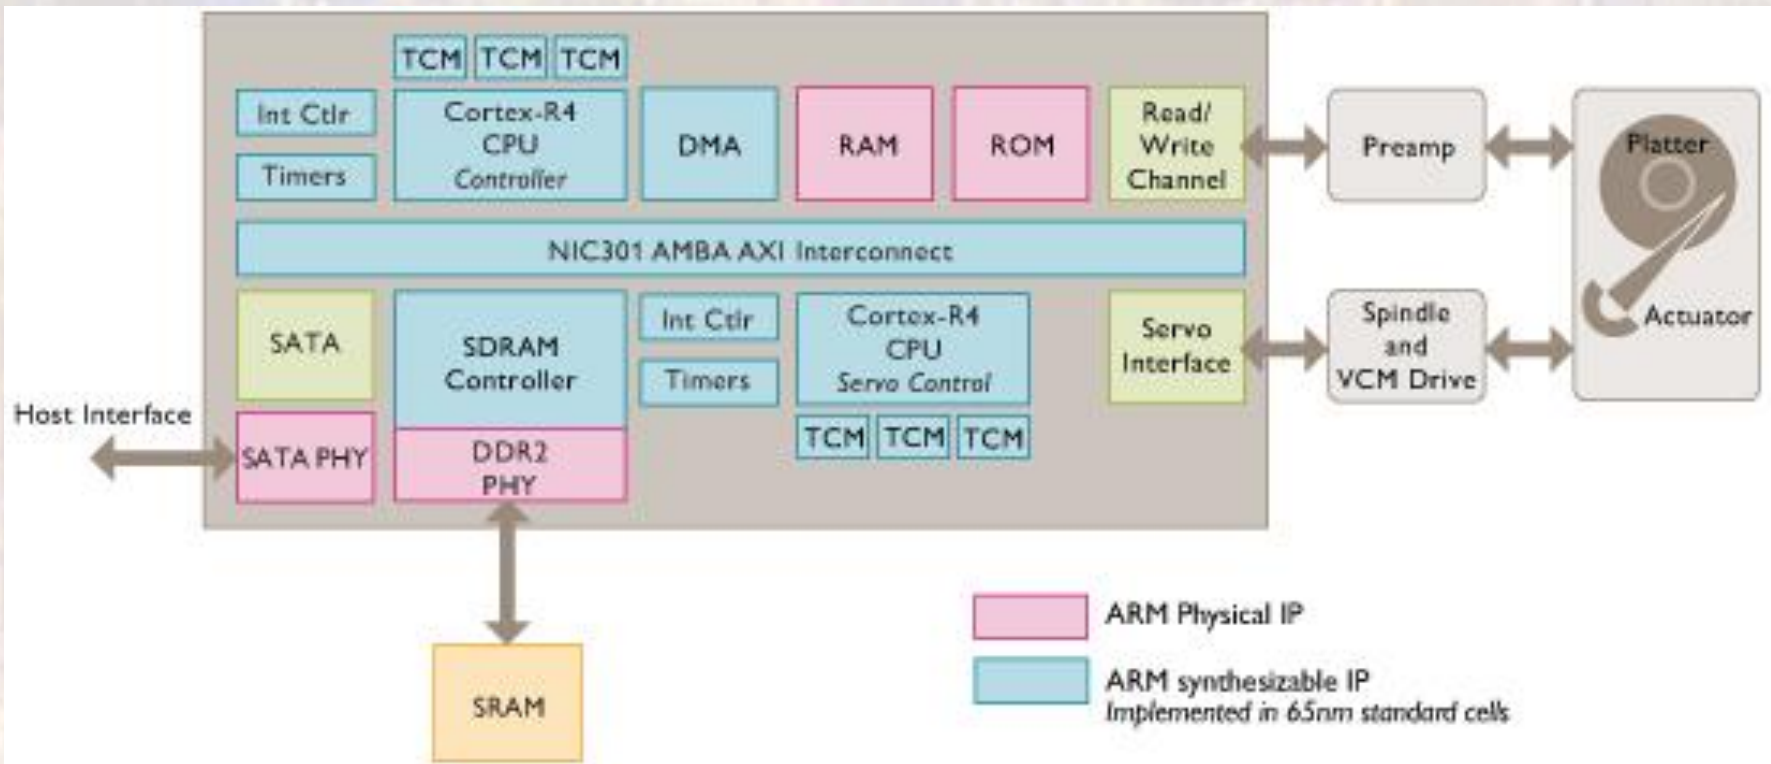 TCM TCM TCM
Int Ctlr
Timers
Cortex-R4
CPU
Controller
DMA
RAM
ROM
Read/
Write
Channel
Preamp
Platter
Actuator
NIC301 AMBA AXI Interconnect
SATA
SDRAM
Controller
Int Ctlr
Timers
Cortex-R4
CPU
Servo Control
Servo
Interface
Spindle
and
VCM Drive
Host Interface
SATA PHY
DDR2
PHY
TCM TCM TCM
SRAM
ARM Physical IP
ARM synthesizable IP
Implemented in 65nm standard cells